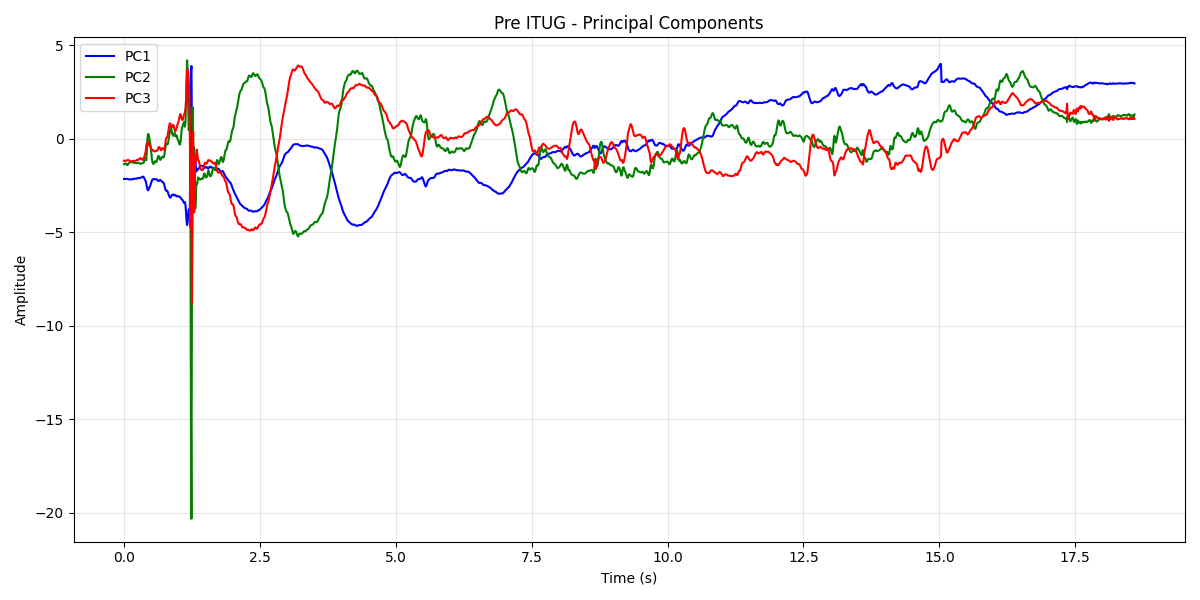 Pre ITUG - Principal Components
PC1
PC2
PC3
Amplitude
5
0
−5
−10
−15
−20
0.0 2.5 5.0 7.5 10.0 12.5 15.0 17.5
Time (s)